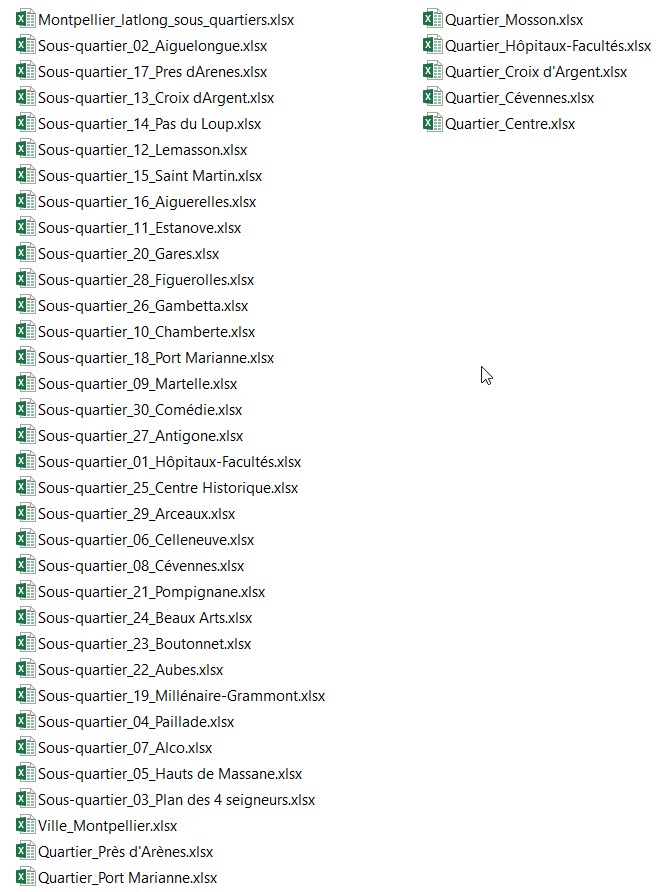 Montpellier_latlong_sous_quartiers.xlsx
Sous-quartier_02_Aiguelongue.xlsx
Sous-quartier_17_Pres dArenes.xlsx
Sous-quartier_13_Croix dArgent.xlsx
Sous-quartier_14_Pas du Loup.xlsx
Sous-quartier_12_Lemasson.xlsx
Sous-quartier_15_Saint Martin.xlsx
Sous-quartier_16_Aiguerelles.xlsx
Sous-quartier_11_Estanove.xlsx
Sous-quartier_20_Gares.xlsx
Sous-quartier_28_Figuerolles.xlsx
Sous-quartier_26_Gambetta.xlsx
Sous-quartier_10_Chamberte.xlsx
Sous-quartier_18_Port Marianne.xlsx
Sous-quartier_09_Martelle.xlsx
Sous-quartier_30_Comédie.xlsx
Sous-quartier_27_Antigone.xlsx
Sous-quartier_01_Hôpitaux-Facultés.xlsx
Sous-quartier_25_Centre Historique.xlsx
Sous-quartier_29_Arceaux.xlsx
Sous-quartier_06_Celleneuve.xlsx
Sous-quartier_08_Cévennes.xlsx
Sous-quartier_21_Pompignane.xlsx
Sous-quartier_24_Beaux Arts.xlsx
Sous-quartier_23_Boutonnet.xlsx
Sous-quartier_22_Aubes.xlsx
Sous-quartier_19_Millénaire-Grammont.xlsx
Sous-quartier_04_Paillade.xlsx
Sous-quartier_07_Alco.xlsx
Sous-quartier_05_Hauts de Massane.xlsx
Sous-quartier_03_Plan des 4 seigneurs.xlsx
Ville_Montpellier.xlsx
Quartier_Près d'Arènes.xlsx
Quartier_Port Marianne.xlsx
Quartier_Mosson.xlsx
Quartier_Hôpitaux-Facultés.xlsx
Quartier_Croix d'Argent.xlsx
Quartier_Cévennes.xlsx
Quartier_Centre.xlsx